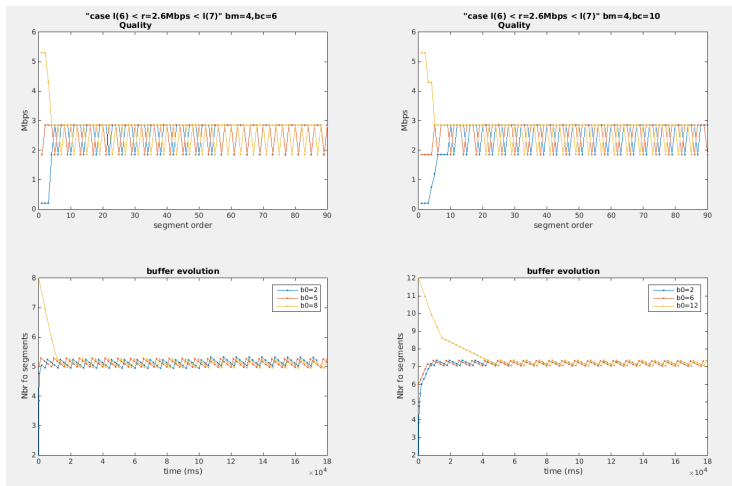 "case l(6) < r=2.6Mbps < l(7)" bm=4,bc=6
Quality
6
5
4
3
2
1
0
Mbps
0 10 20 30 40 50 60 70 80 90
segment order
"case l(6) < r=2.6Mbps < l(7)" bm=4,bc=10
Quality
6
5
4
3
2
1
0
Mbps
0 10 20 30 40 50 60 70 80 90
segment order
buffer evolution
8
7
6
5
4
3
2
Nbr fo segments
b0=2
b0=5
b0=8
0 2 4 6 8 10 12 14 16 18
time (ms)
×10^4
buffer evolution
12
11
10
9
8
7
6
5
4
3
2
Nbr fo segments
b0=2
b0=6
b0=12
0 2 4 6 8 10 12 14 16 18
time (ms)
×10^4